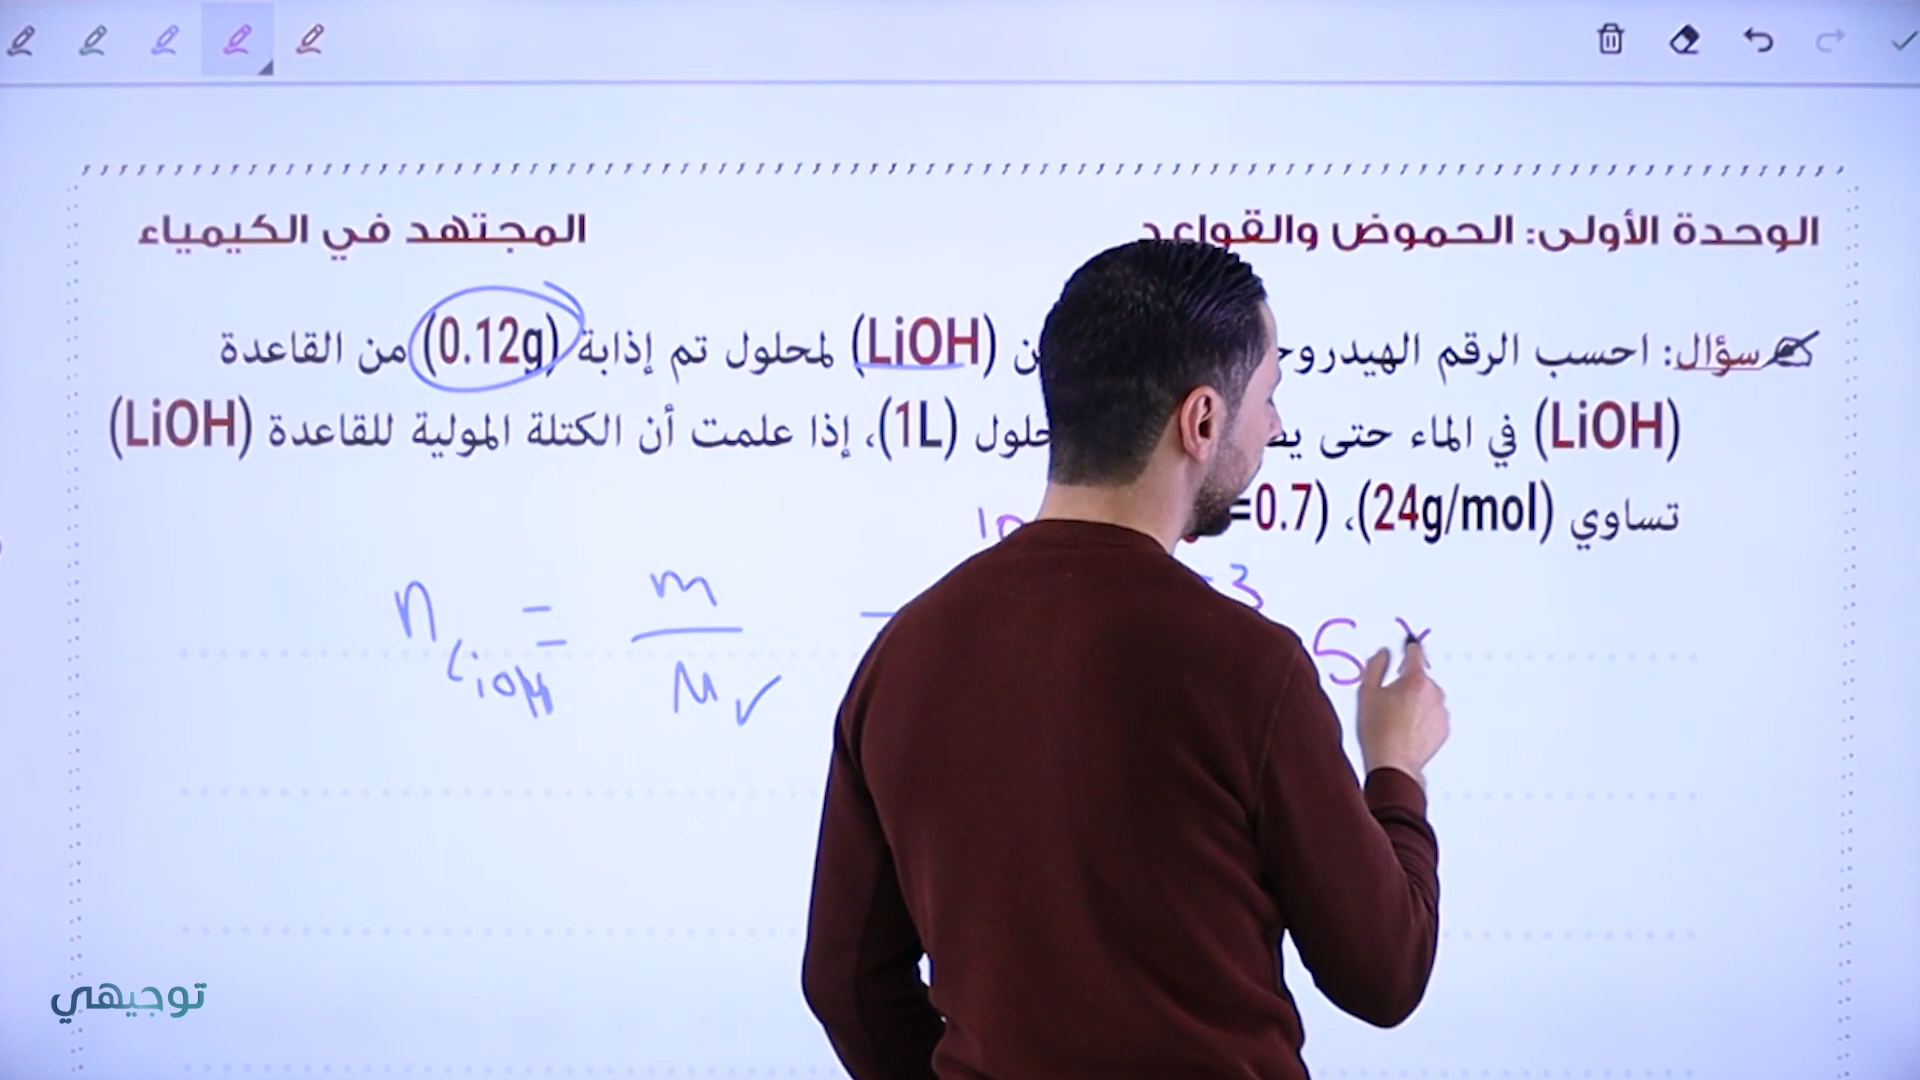 الوحدة الأولى: الحموض والقواعد
المجتهد في الكيمياء
سؤال: احسب الرقم الهيدروج ن (LiOH) لمحلول تم إذابة (0.12g) من القاعدة
(LiOH) في الماء حتى حلول (1L)، إذا علمت أن الكتلة المولية للقاعدة (LiOH)
تساوي (24g/mol)، (=0.7
n LiOH = m / Mr
5 x
توجيهي